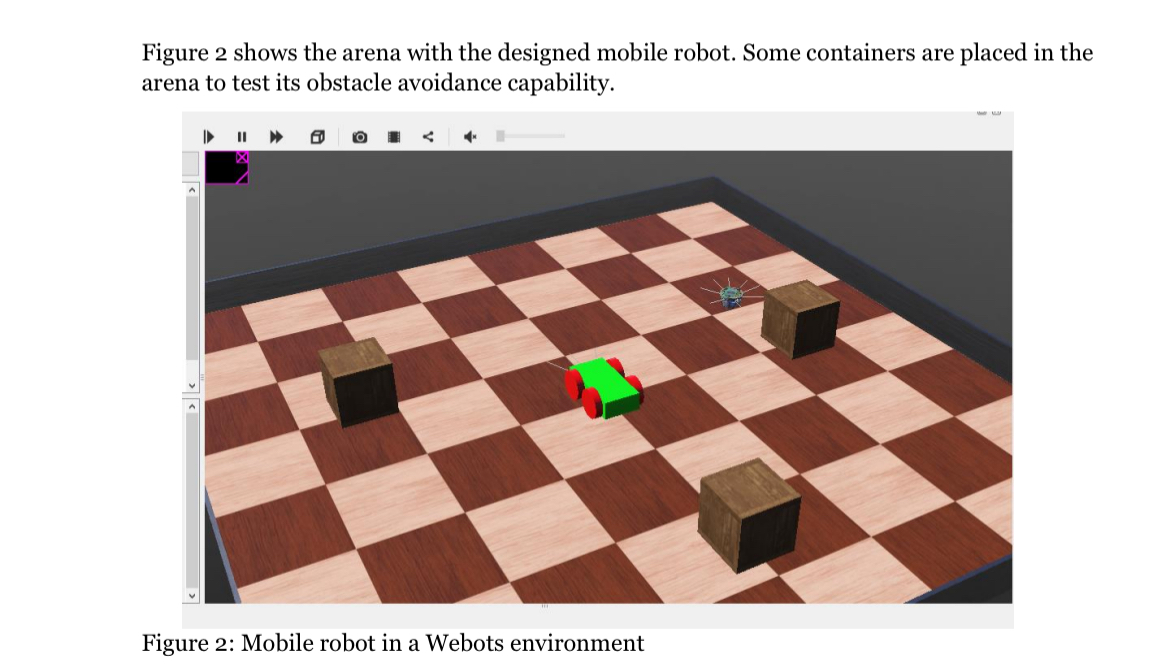 Figure 2 shows the arena with the designed mobile robot. Some containers are placed in the
arena to test its obstacle avoidance capability.
Figure 2: Mobile robot in a Webots environment